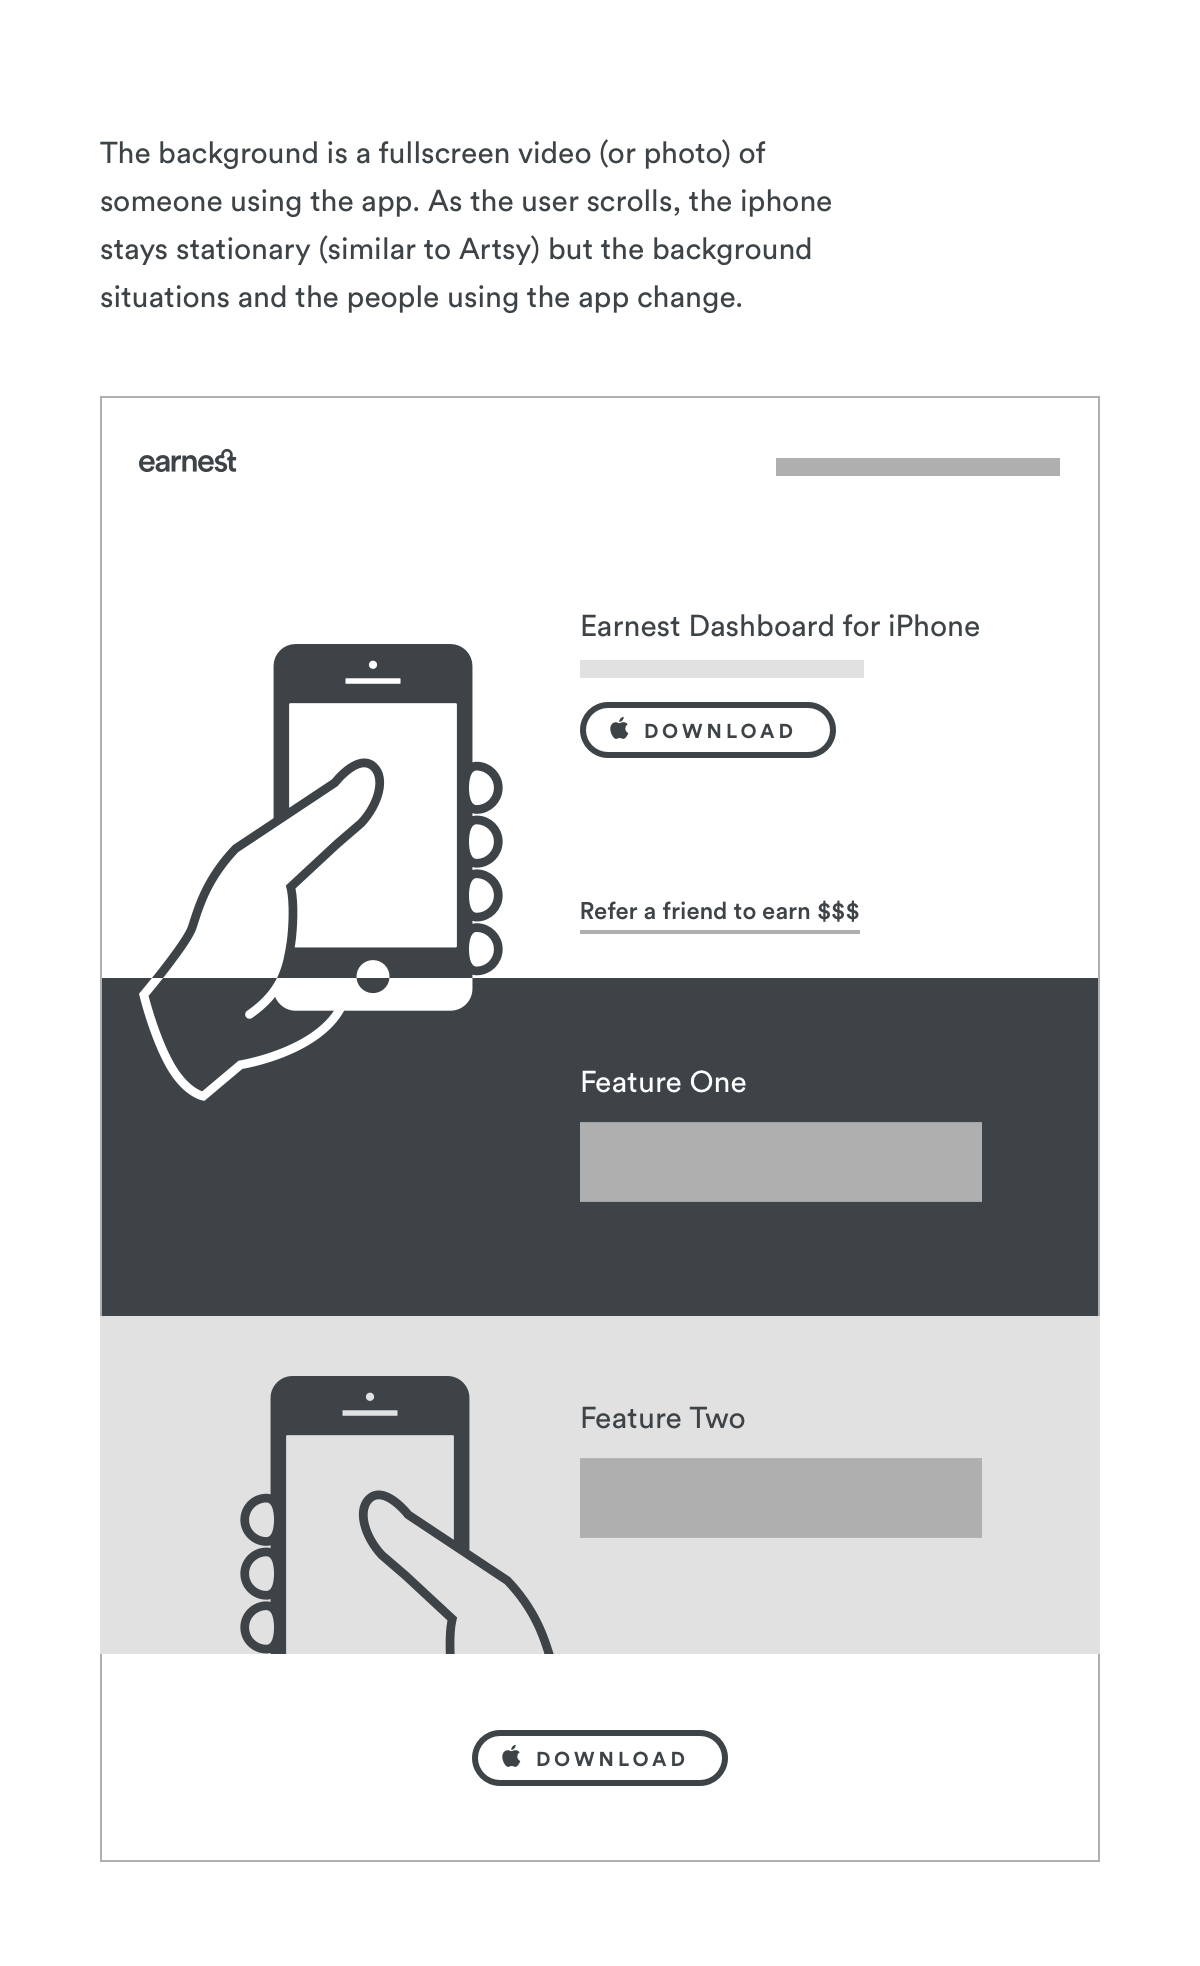 The background is a fullscreen video (or photo) of
someone using the app. As the user scrolls, the iphone
stays stationary (similar to Artsy) but the background
situations and the people using the app change.
earnest
Earnest Dashboard for iPhone
DOWNLOAD
Refer a friend to earn $$$
Feature One
Feature Two
DOWNLOAD